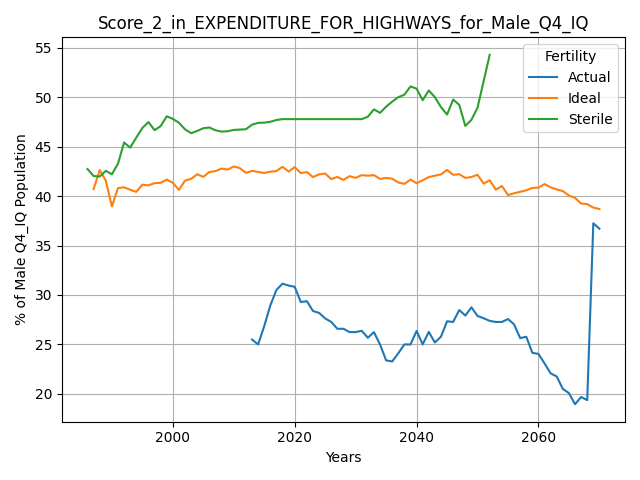 Score_2_in_EXPENDITURE_FOR_HIGHWAYS_for_Male_Q4_IQ
Fertility
Actual
Ideal
Sterile
% of Male Q4_IQ Population
55
50
45
40
35
30
25
20
2000
2020
2040
2060
Years